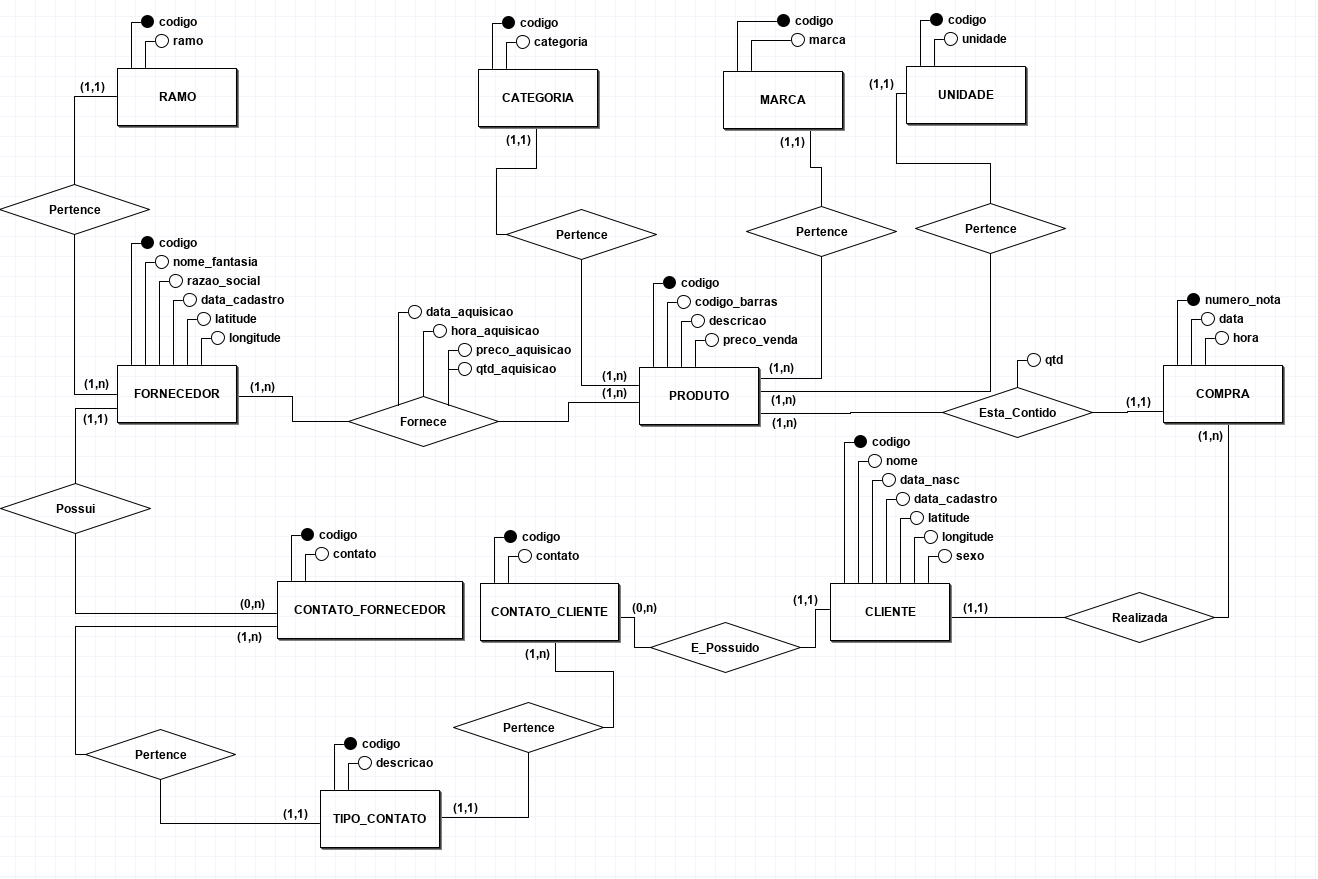 codigo
ramo
(1,1)
RAMO
codigo
categoria
CATEGORIA
(1,1)
codigo
marca
MARCA
(1,1)
codigo
unidade
(1,1)
UNIDADE
Pertence
Pertence
Pertence
Pertence
codigo
nome_fantasia
razao_social
data_cadastro
latitude
longitude
(1,n)
FORNECEDOR
(1,n)
(1,1)
data_aquisicao
hora_aquisicao
preco_aquisicao
qtd_aquisicao
Fornece
codigo
codigo_barras
descricao
preco_venda
(1,n)
(1,n)
PRODUTO
(1,n)
(1,n)
(1,n)
qtd
Esta_Contido
(1,1)
numero_nota
data
hora
COMPRA
(1,n)
Possui
codigo
contato
(0,n)
CONTATO_FORNECEDOR
(1,n)
codigo
contato
CONTATO_CLIENTE
(0,n)
(1,n)
E_Possuido
codigo
nome
data_nasc
data_cadastro
latitude
longitude
sexo
(1,1)
CLIENTE
(1,1)
Realizada
Pertence
Pertence
codigo
descricao
(1,1)
TIPO_CONTATO
(1,1)